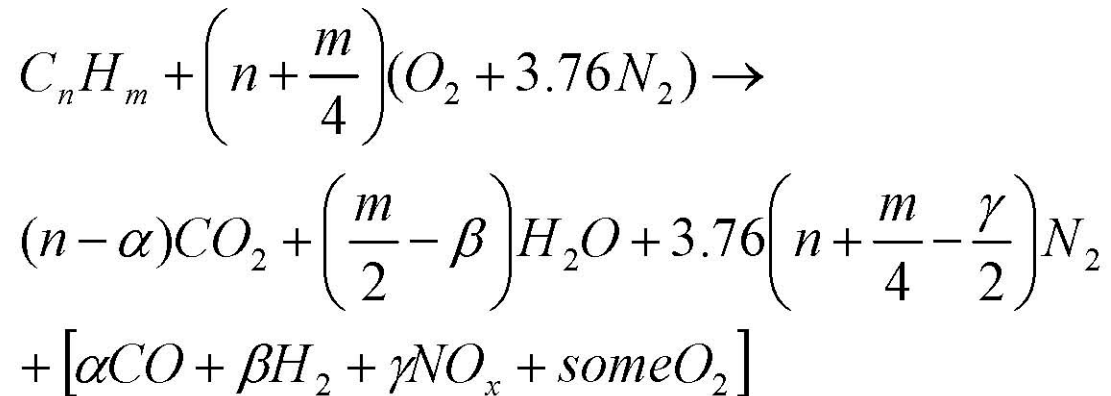 C_nH_m + (n + m/4)(O_2 + 3.76N_2) →
(n − α)CO_2 + (m/2 − β)H_2O + 3.76(n + m/4 − γ/2)N_2
+ [αCO + βH_2 + γNO_x + someO_2]